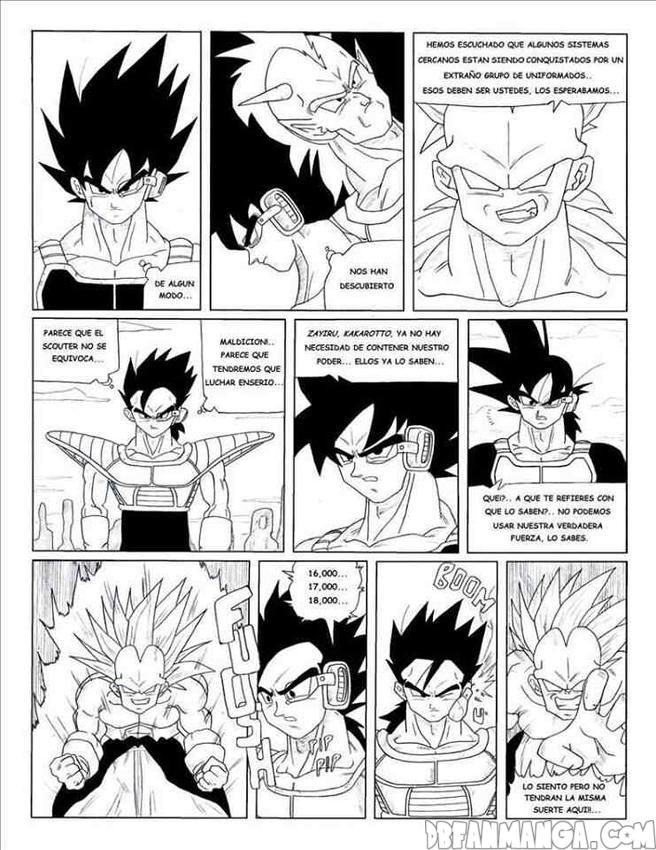 HEMOS ESCUCHADO QUE ALGUNOS SISTEMAS
CERCANOS ESTAN SIENDO CONQUISTADOS POR UN
EXTRAÑO GRUPO DE UNIFORMADOS..
ESOS DEBEN SER USTEDES, LOS ESPERABAMOS...
DE ALGUN
MODO...
NOS HAN
DESCUBIERTO
PARECE QUE EL
SCOUTER NO SE
EQUIVOCA...
MALDICION!..
PARECE QUE
TENDREMOS QUE
LUCHAR ENSERIO...
ZAYIRU, KAKAROTTO, YA NO HAY
NECESIDAD DE CONTENER NUESTRO
PODER... ELLOS YA LO SABEN...
QUE!?.. A QUE TE REFIERES CON
QUE LO SABEN?.. NO PODEMOS
USAR NUESTRA VERDADERA
FUERZA, LO SABES.
FUUSHH
16,000...
17,000...
18,000...
PIP
PIP
BOOM
U
LO SIENTO PERO NO
TENDRAN LA MISMA
SUERTE AQUI!!...
DBFANMANGA.COM